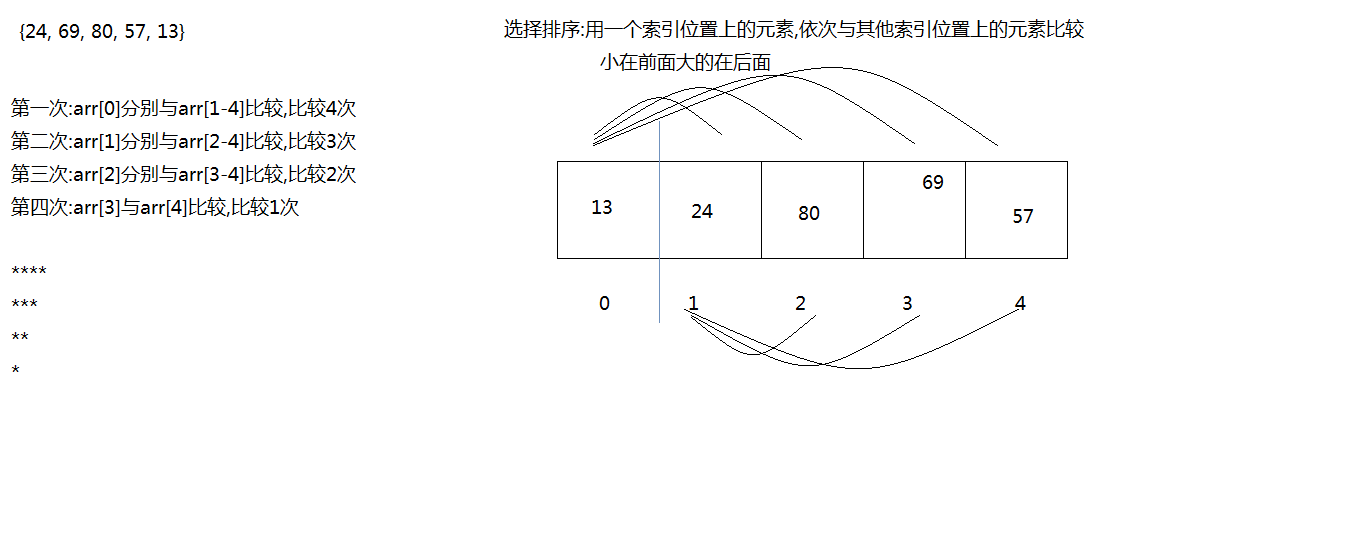 {24, 69, 80, 57, 13}
第一次:arr[0]分别与arr[1-4]比较,比较4次
第二次:arr[1]分别与arr[2-4]比较,比较3次
第三次:arr[2]分别与arr[3-4]比较,比较2次
第四次:arr[3]与arr[4]比较,比较1次
****
***
**
*
选择排序:用一个索引位置上的元素,依次与其他索引位置上的元素比较
小在前面大的在后面
13 24 80 69 57
0 1 2 3 4